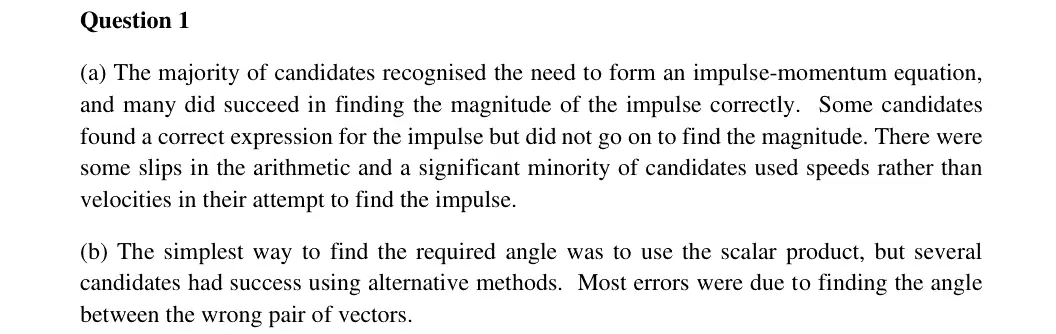 Question 1
(a) The majority of candidates recognised the need to form an impulse-momentum equation,
and many did succeed in finding the magnitude of the impulse correctly.  Some candidates
found a correct expression for the impulse but did not go on to find the magnitude. There were
some slips in the arithmetic and a significant minority of candidates used speeds rather than
velocities in their attempt to find the impulse.
(b) The simplest way to find the required angle was to use the scalar product, but several
candidates had success using alternative methods.  Most errors were due to finding the angle
between the wrong pair of vectors.